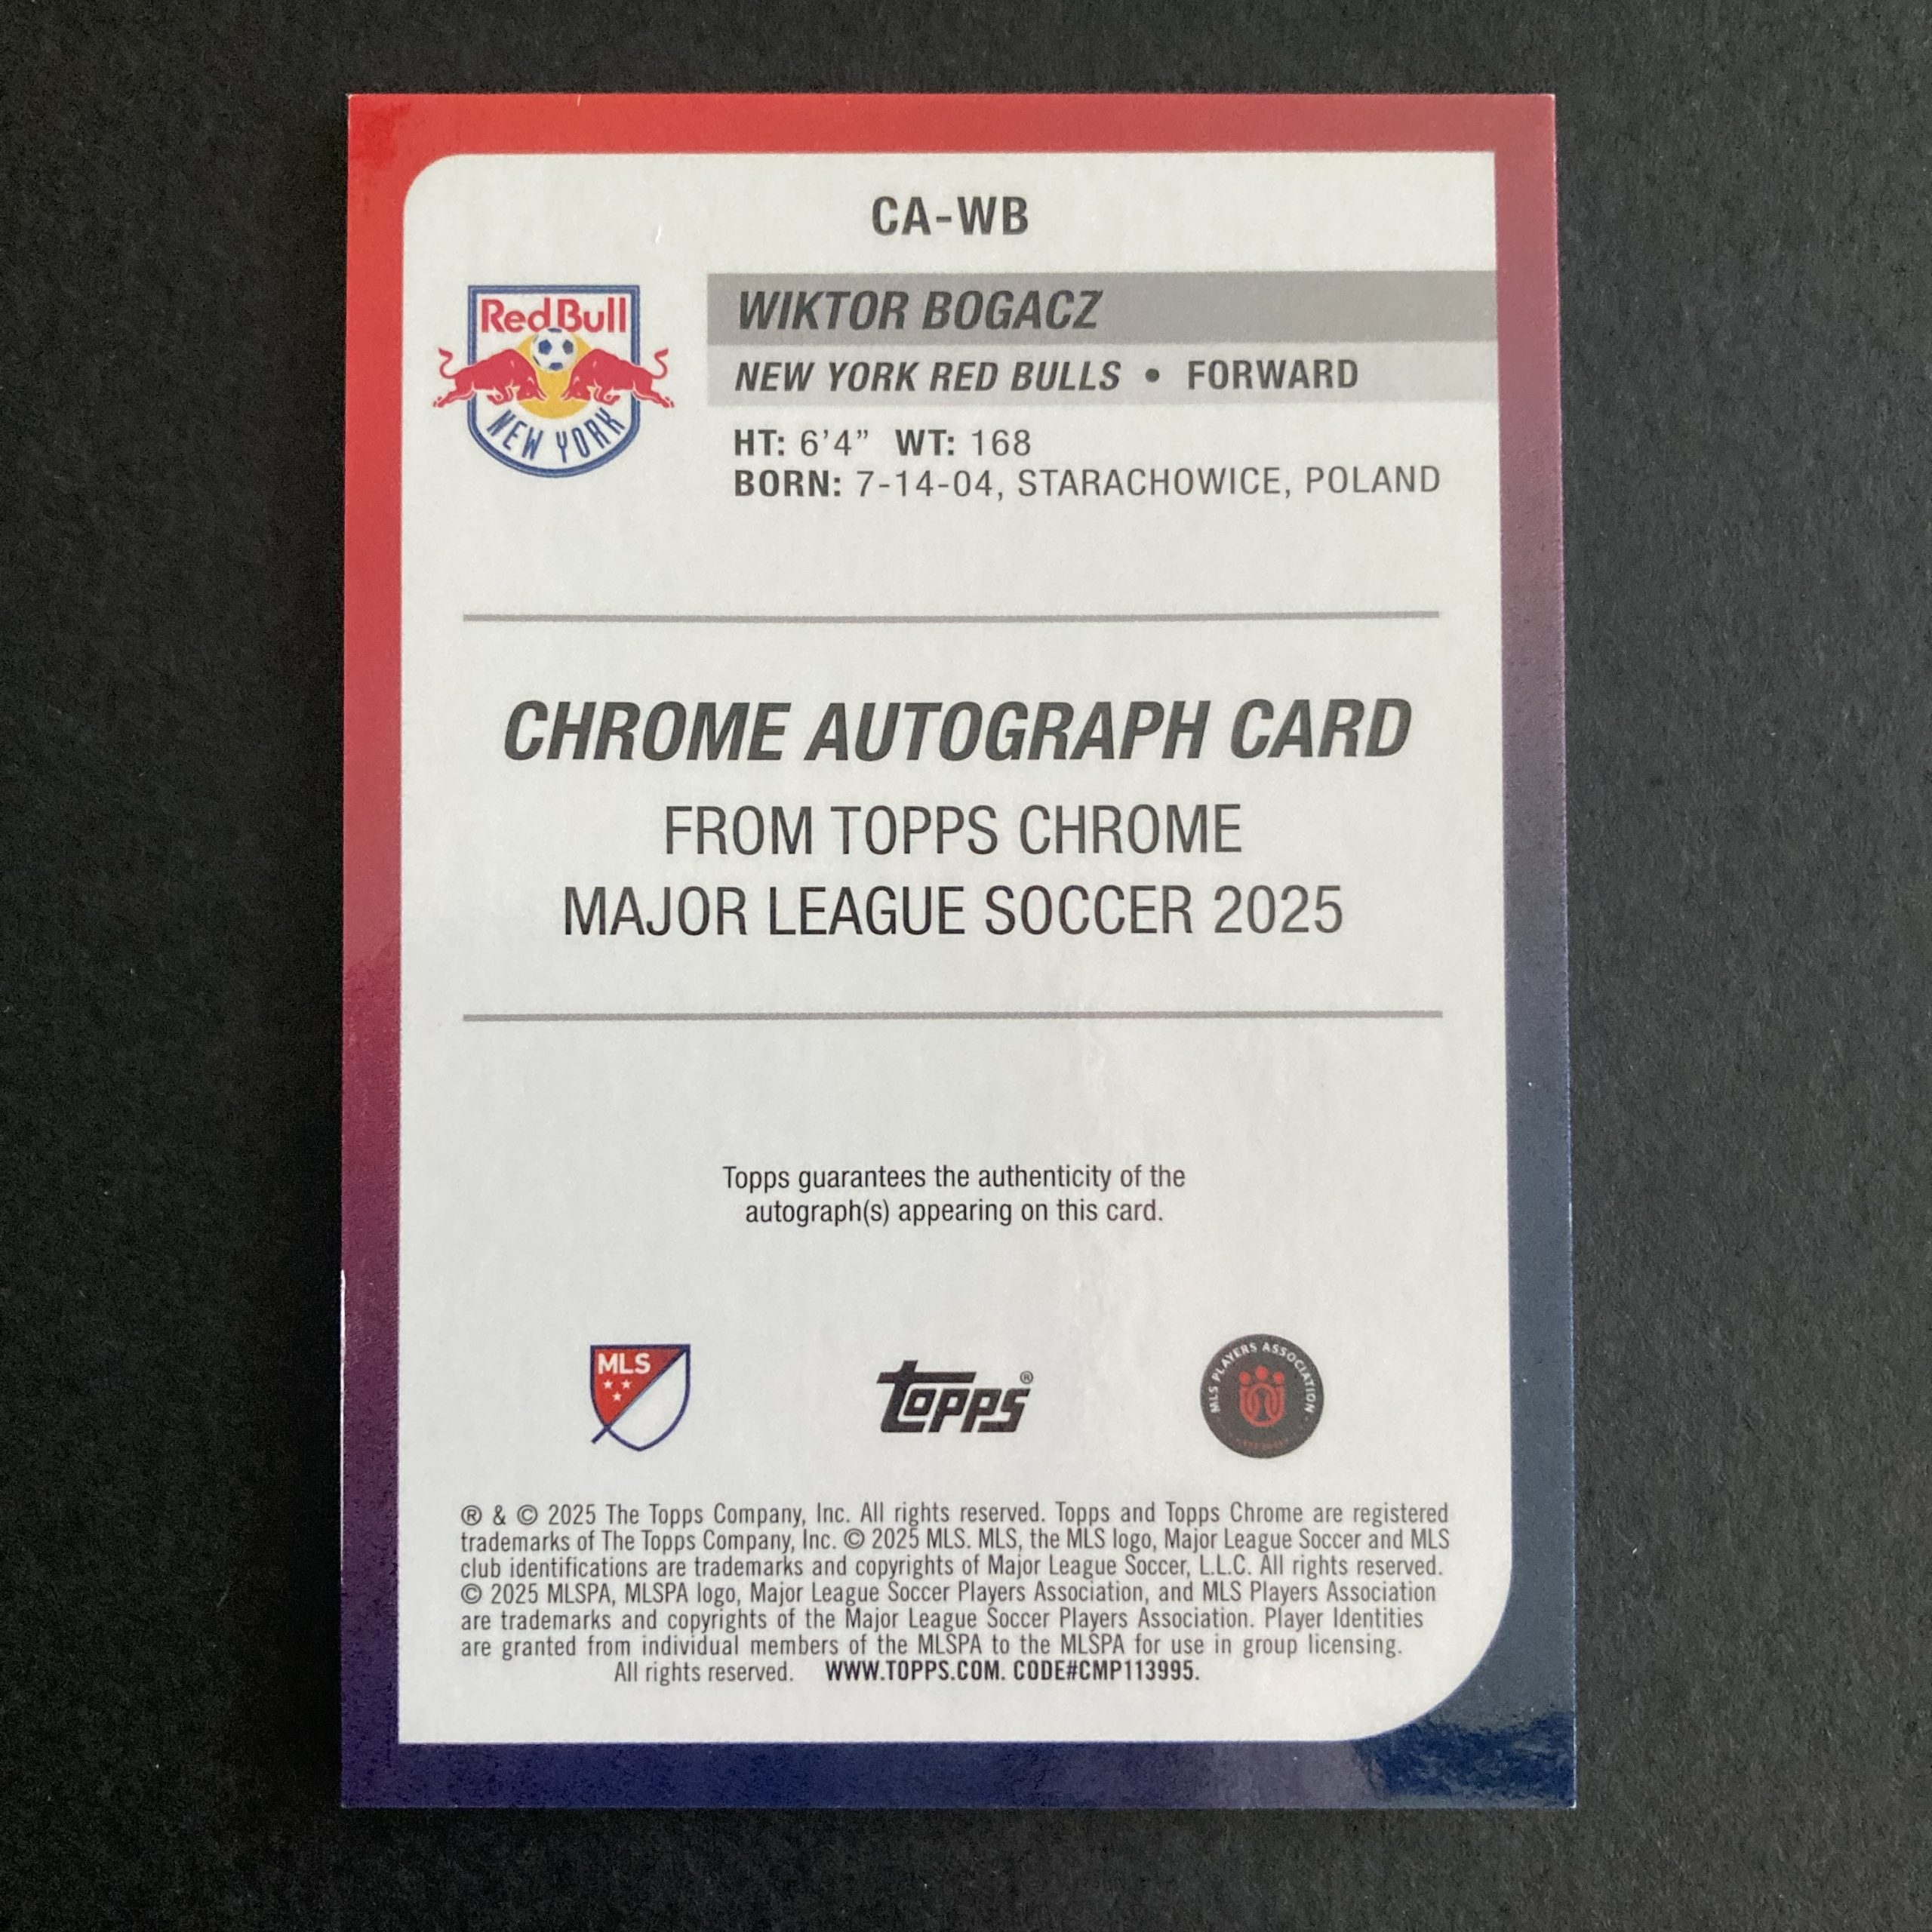 CA-WB
Red Bull
NEW YORK
WIKTOR BOGACZ
NEW YORK RED BULLS • FORWARD
HT: 6’4” WT: 168
BORN: 7-14-04, STARACHOWICE, POLAND
CHROME AUTOGRAPH CARD
FROM TOPPS CHROME
MAJOR LEAGUE SOCCER 2025
Topps guarantees the authenticity of the
autograph(s) appearing on this card.
MLS
topps®
MLS PLAYERS ASSOCIATION
® & © 2025 The Topps Company, Inc. All rights reserved. Topps and Topps Chrome are registered
trademarks of The Topps Company, Inc. © 2025 MLS. MLS, the MLS logo, Major League Soccer and MLS
club identifications are trademarks and copyrights of Major League Soccer, L.L.C. All rights reserved.
© 2025 MLSPA, MLSPA logo, Major League Soccer Players Association, and MLS Players Association
are trademarks and copyrights of the Major League Soccer Players Association. Player Identities
are granted from individual members of the MLSPA to the MLSPA for use in group licensing.
All rights reserved. WWW.TOPPS.COM. CODE#CMP113995.